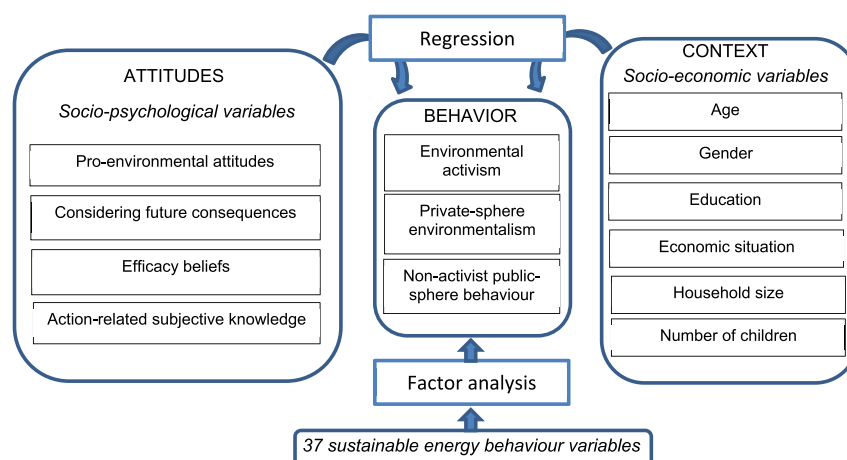 Regression
ATTITUDES
Socio-psychological variables
Pro-environmental attitudes
Considering future consequences
Efficacy beliefs
Action-related subjective knowledge
BEHAVIOR
Environmental
activism
Private-sphere
environmentalism
Non-activist public-
sphere behaviour
CONTEXT
Socio-economic variables
Age
Gender
Education
Economic situation
Household size
Number of children
Factor analysis
37 sustainable energy behaviour variables